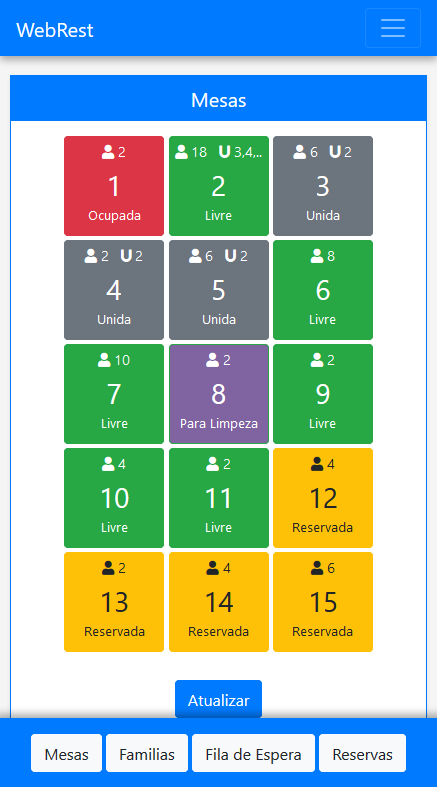 WebRest
Mesas
2
1
Ocupada
18 3,4,..
2
Livre
6 2
3
Unida
2 2
4
Unida
6 2
5
Unida
8
6
Livre
10
7
Livre
2
8
Para Limpeza
2
9
Livre
4
10
Livre
2
11
Livre
4
12
Reservada
2
13
Reservada
4
14
Reservada
6
15
Reservada
Atualizar
Mesas Familias Fila de Espera Reservas